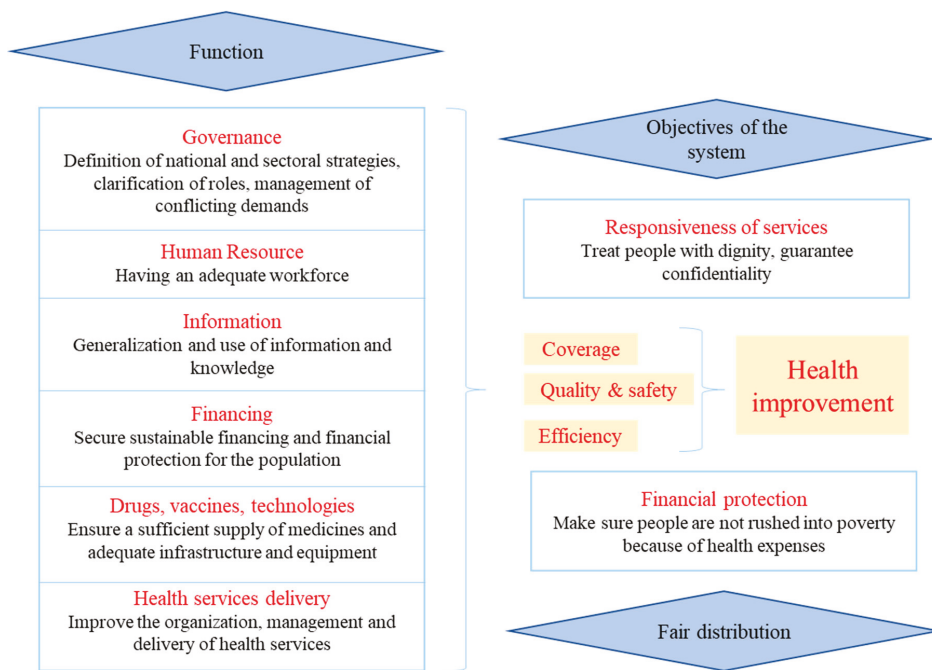 Function
Governance
Definition of national and sectoral strategies,
clarification of roles, management of
conflicting demands
Human Resource
Having an adequate workforce
Information
Generalization and use of information and
knowledge
Financing
Secure sustainable financing and financial
protection for the population
Drugs, vaccines, technologies
Ensure a sufficient supply of medicines and
adequate infrastructure and equipment
Health services delivery
Improve the organization, management and
delivery of health services
Objectives of the
system
Responsiveness of services
Treat people with dignity, guarantee
confidentiality
Coverage
Quality & safety
Efficiency
Health
improvement
Financial protection
Make sure people are not rushed into poverty
because of health expenses
Fair distribution